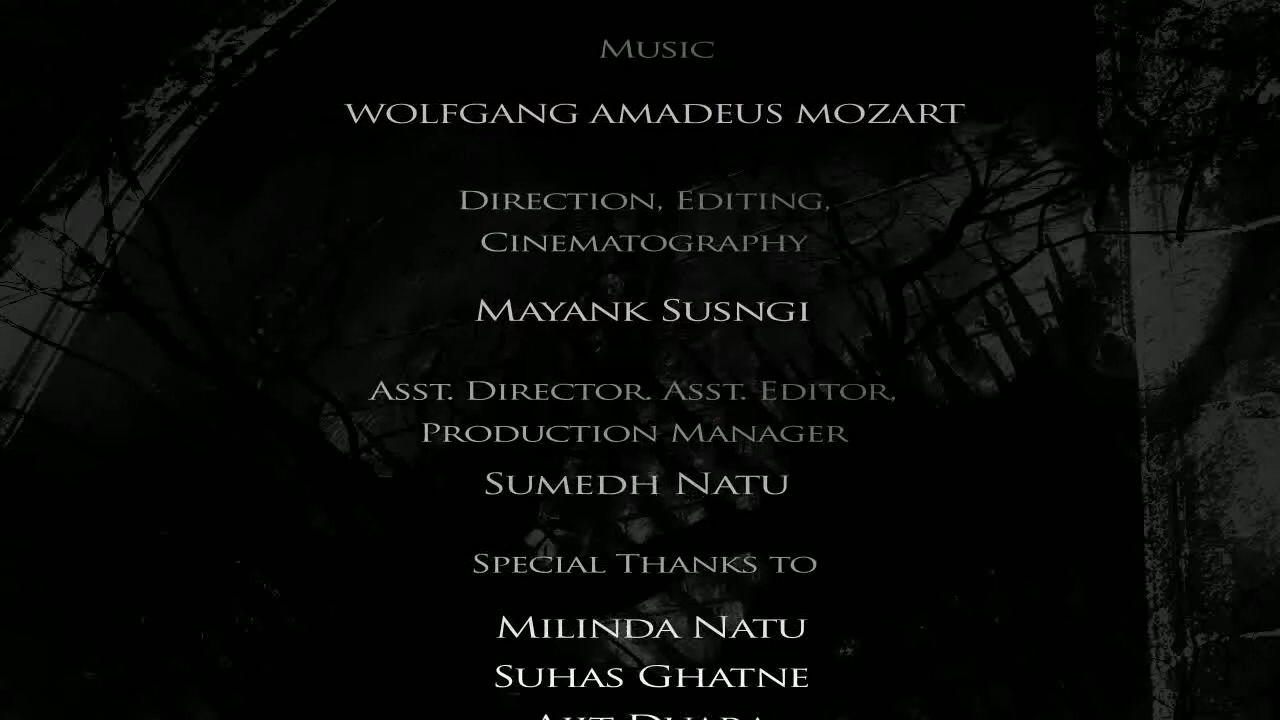 Music
WOLFGANG AMADEUS MOZART
Direction, Editing,
Cinematography
Mayank Susngi
Asst. Director. Asst. Editor,
Production Manager
Sumedh Natu
Special Thanks to
Milinda Natu
Suhas Ghatne